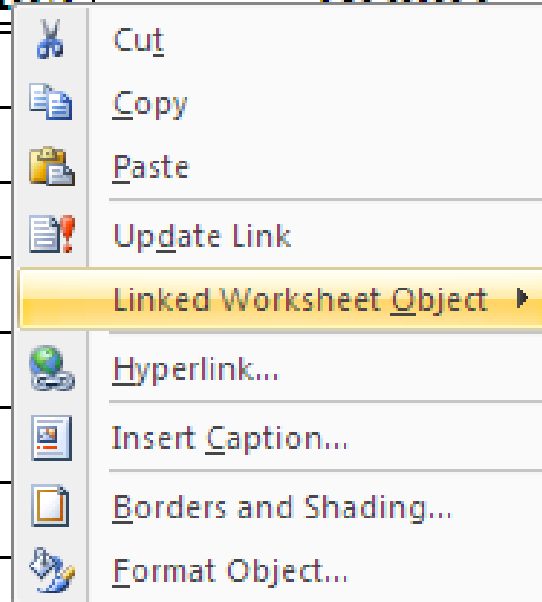 Cut
Copy
Paste
Update Link
Linked Worksheet Object
Hyperlink...
Insert Caption...
Borders and Shading...
Format Object...